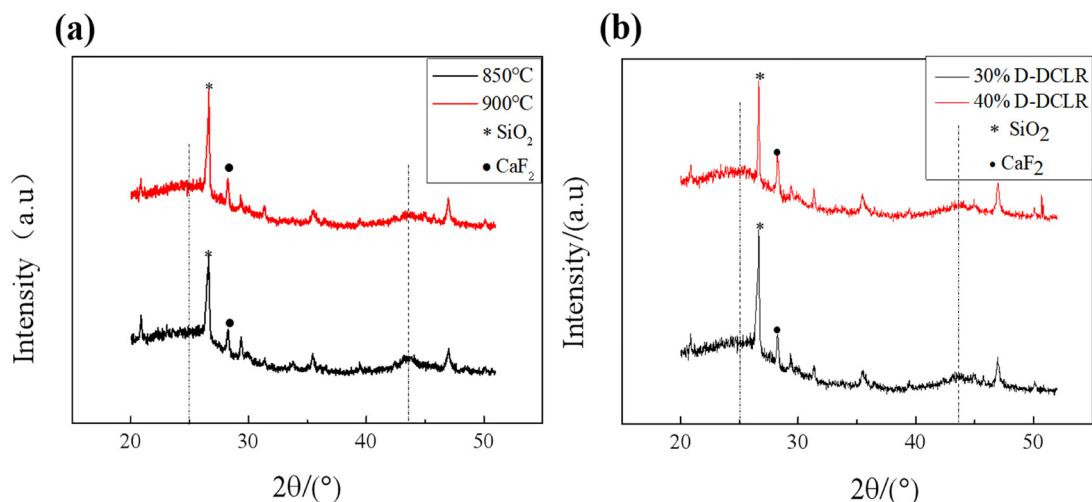 (a)
850°C
900°C
* SiO₂
● CaF₂
*
●
*
●
Intensity （a.u）
20 30 40 50
2θ/(°)
(b)
30% D-DCLR
40% D-DCLR
* SiO₂
• CaF₂
*
●
*
●
Intensity/(a.u)
20 30 40 50
2θ/(°)